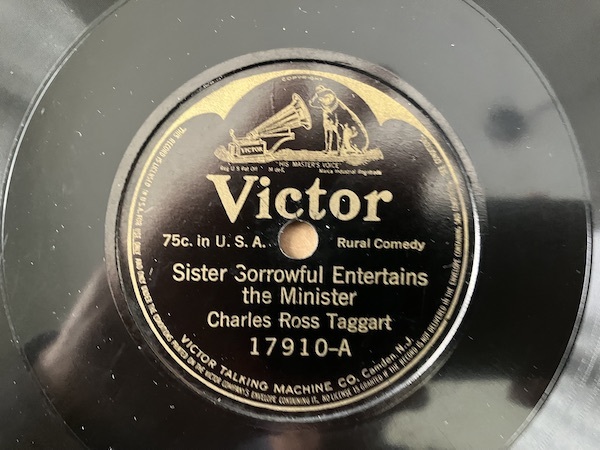 VICTOR
"HIS MASTER'S VOICE"
Reg. U.S. Pat. Off. M de F. Marca Industrial Registrada
Victor
75c. in U.S.A. Rural Comedy
Sister Sorrowful Entertains
the Minister
Charles Ross Taggart
17910-A
VICTOR TALKING MACHINE CO. Camden, N.J.